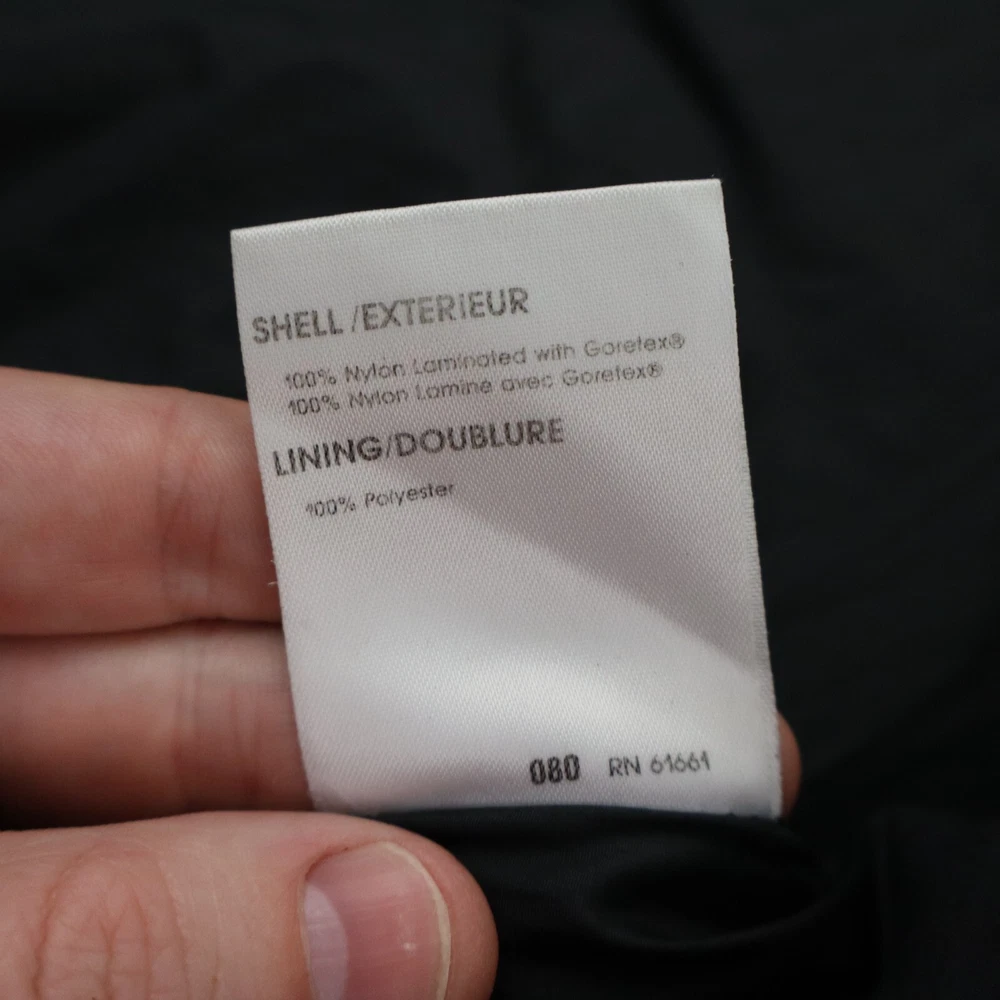 SHELL/EXTERIEUR
100% Nylon Laminated with Goretex®
100% Nylon Lamine avec Goretex®
LINING/DOUBLURE
100% Polyester
080 RN 61661